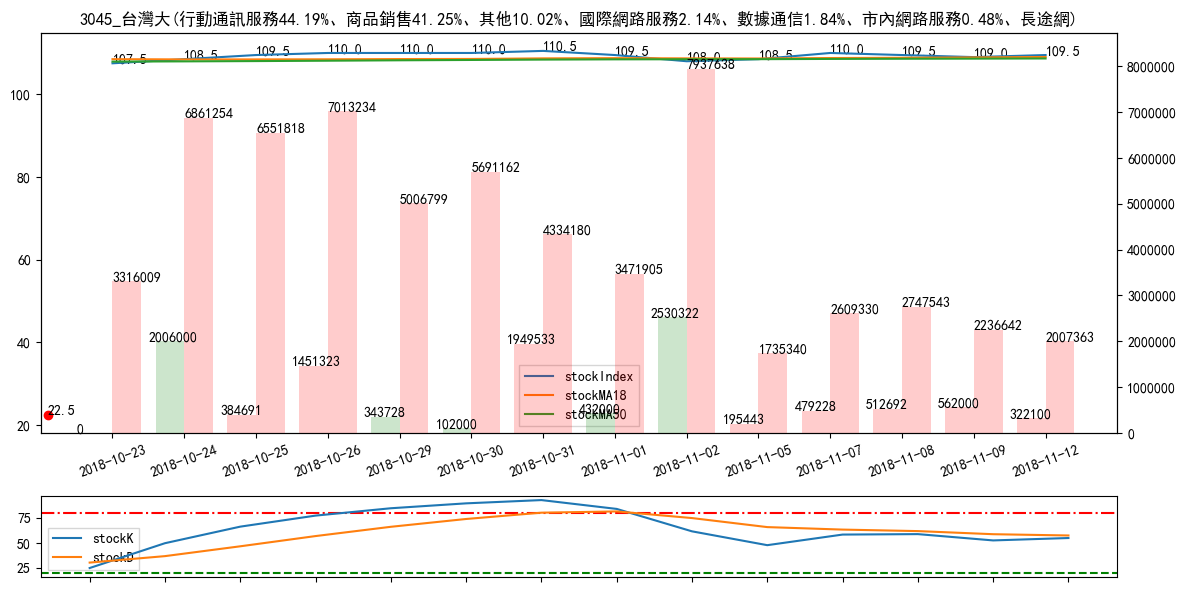 3045_台灣大(行動通訊服務44.19%、商品銷售41.25%、其他10.02%、國際網路服務2.14%、數據通信1.84%、市內網路服務0.48%、長途網)
107.5 108.5 109.5 110.0 110.0 110.0 110.5 109.5 108.0 108.5 110.0 109.5 109.0 109.5
100
80
60
40
20
8000000
7000000
6000000
5000000
4000000
3000000
2000000
1000000
0
3316009 6861254 6551818 7013234 5006799 5691162 4334180 3471905 7937638 1735340 2609330 2747543 2236642 2007363
0 2006000 384691 1451323 343728 102000 1949533 432000 2530322 195443 479228 512692 562000 322100
22.5
stockIndex
stockMA18
stockMA50
2018-10-23 2018-10-24 2018-10-25 2018-10-26 2018-10-29 2018-10-30 2018-10-31 2018-11-01 2018-11-02 2018-11-05 2018-11-07 2018-11-08 2018-11-09 2018-11-12
75
50
25
stockK
stockD